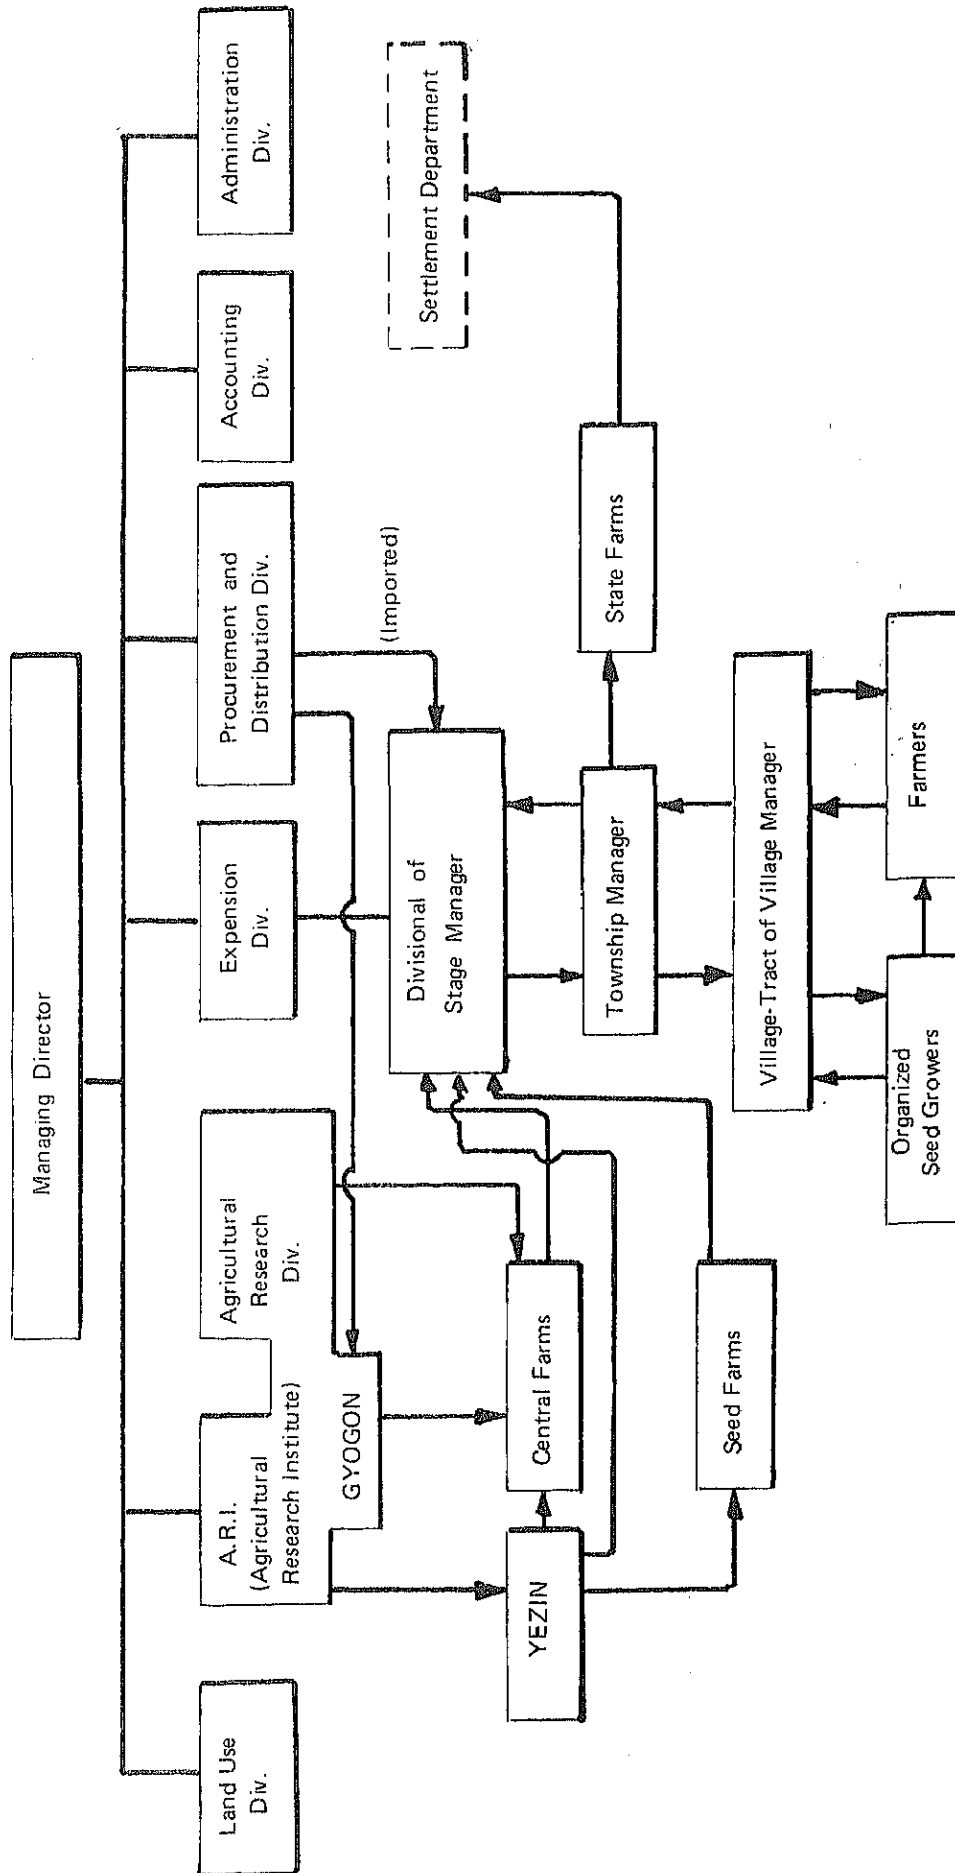 Managing Director
Land Use
Div.
A.R.I.
(Agricultural
Research Institute)
GYOGON
Agricultural
Research
Div.
Expension
Div.
Procurement and
Distribution Div.
Accounting
Div.
Administration
Div.
(Imported)
Settlement Department
Divisional of
Stage Manager
YEZIN
Central Farms
Township Manager
State Farms
Seed Farms
Village-Tract of Village Manager
Organized
Seed Growers
Farmers